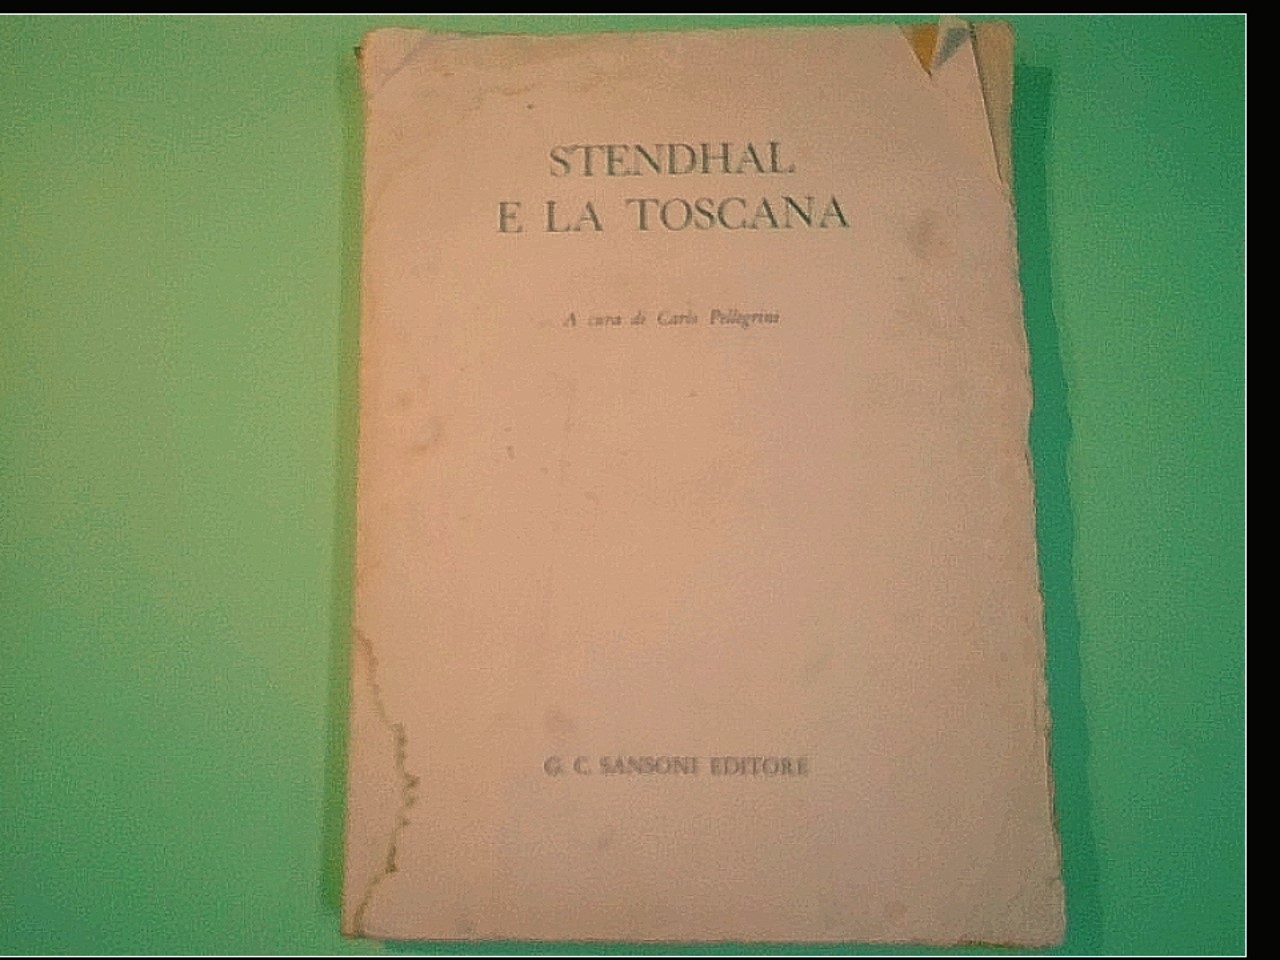 STENDHAL
E LA TOSCANA
A cura di Carlo Pellegrini
G. C. SANSONI EDITORE